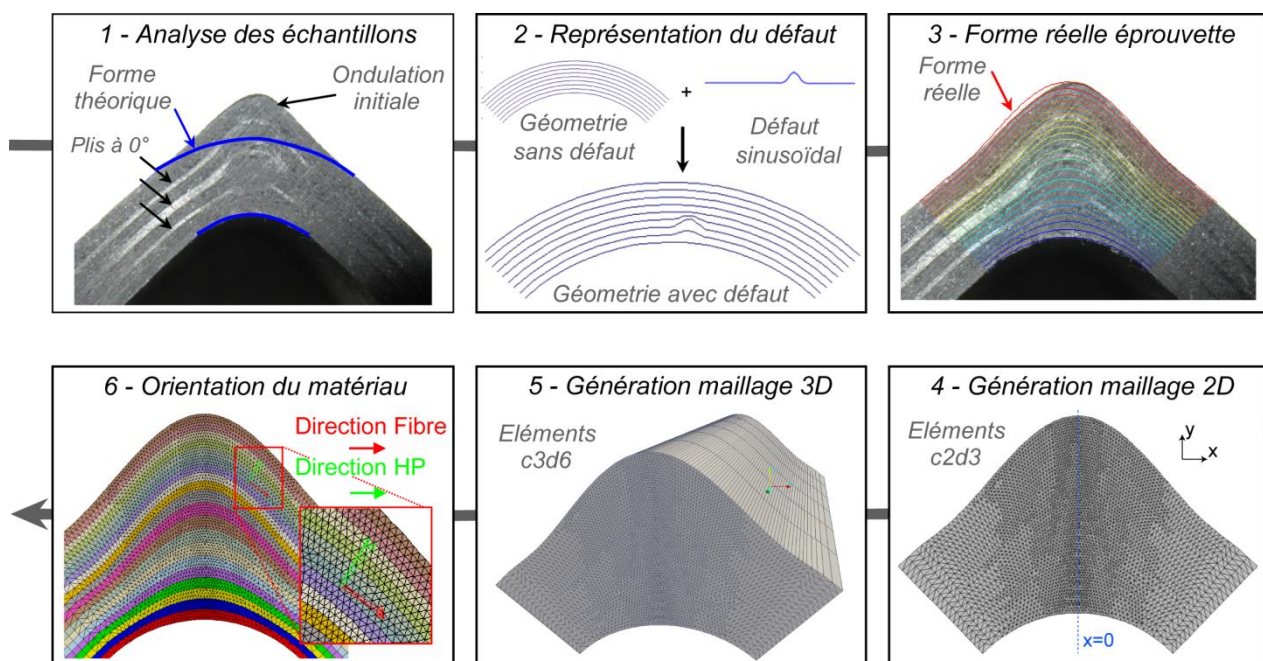 1 - Analyse des échantillons
Forme
théorique
Ondulation
initiale
Plis à 0°
2 - Représentation du défaut
+
Géometrie
sans défaut
Défaut
sinusoïdal
Géometrie avec défaut
3 - Forme réelle éprouvette
Forme
réelle
6 - Orientation du matériau
Direction Fibre
Direction HP
5 - Génération maillage 3D
Eléments
c3d6
4 - Génération maillage 2D
Eléments
c2d3
y
x
x=0